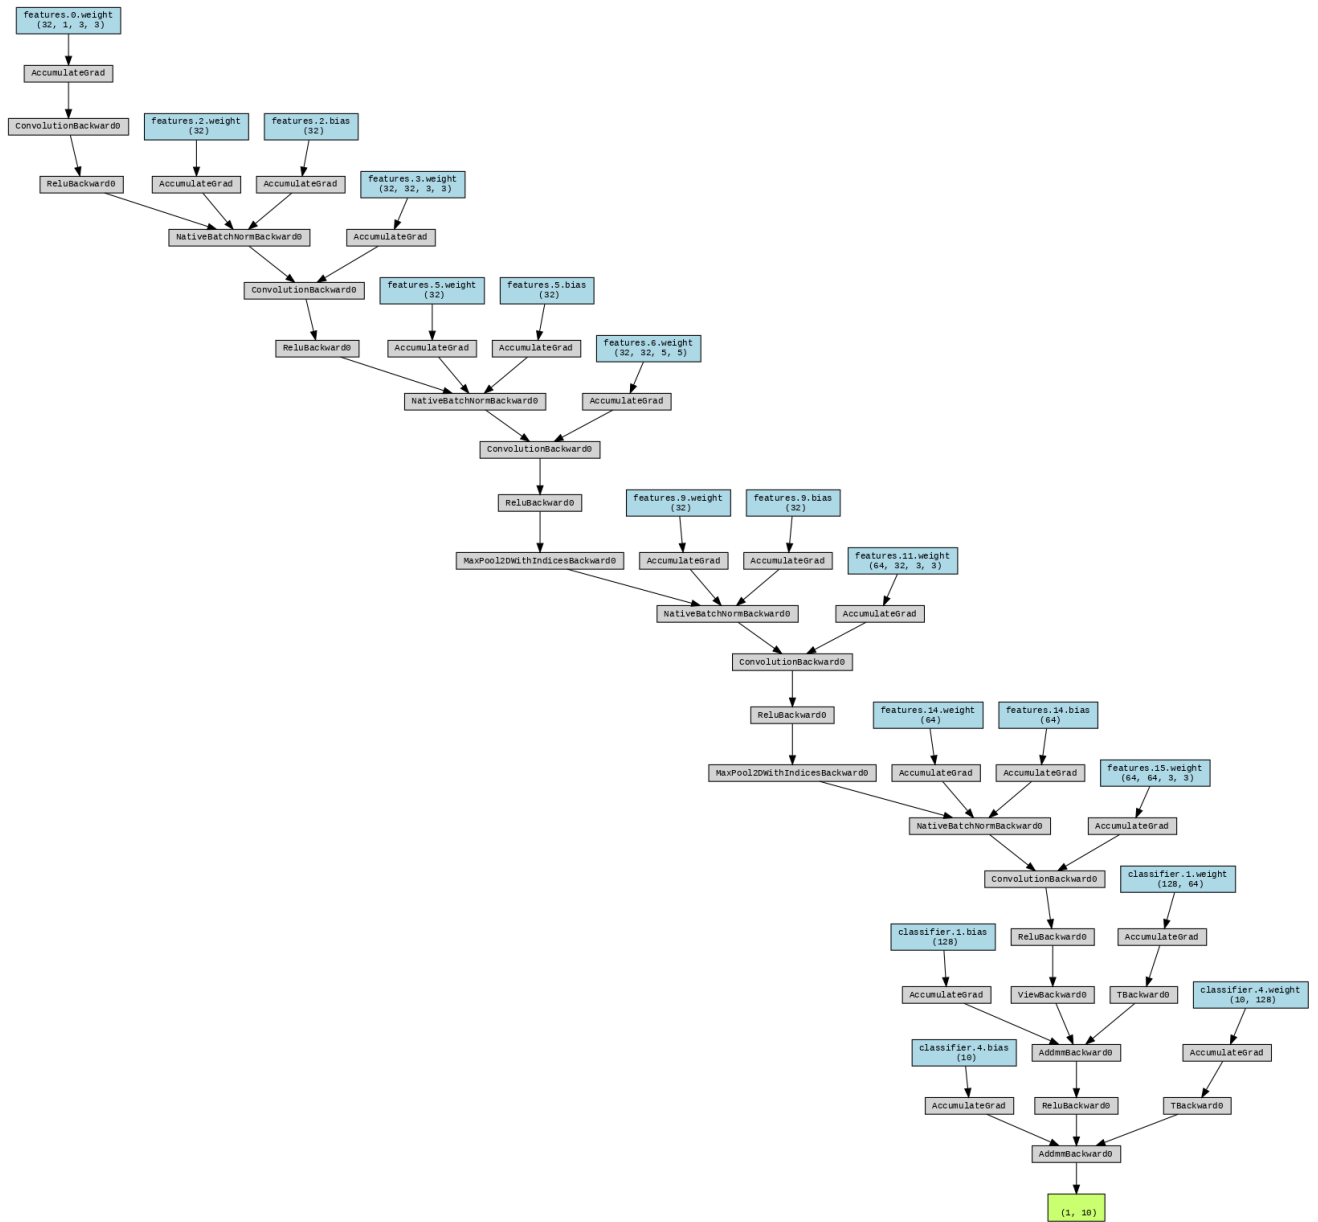 features.0.weight
(32, 1, 3, 3)
AccumulateGrad
ConvolutionBackward0
features.2.weight
(32)
features.2.bias
(32)
ReluBackward0
AccumulateGrad
AccumulateGrad
features.3.weight
(32, 32, 3, 3)
NativeBatchNormBackward0
AccumulateGrad
ConvolutionBackward0
features.5.weight
(32)
features.5.bias
(32)
ReluBackward0
AccumulateGrad
AccumulateGrad
features.6.weight
(32, 32, 5, 5)
NativeBatchNormBackward0
AccumulateGrad
ConvolutionBackward0
ReluBackward0
features.9.weight
(32)
features.9.bias
(32)
MaxPool2DWithIndicesBackward0
AccumulateGrad
AccumulateGrad
features.11.weight
(64, 32, 3, 3)
NativeBatchNormBackward0
AccumulateGrad
ConvolutionBackward0
ReluBackward0
features.14.weight
(64)
features.14.bias
(64)
MaxPool2DWithIndicesBackward0
AccumulateGrad
AccumulateGrad
features.15.weight
(64, 64, 3, 3)
NativeBatchNormBackward0
AccumulateGrad
ConvolutionBackward0
classifier.1.weight
(128, 64)
classifier.1.bias
(128)
ReluBackward0
AccumulateGrad
AccumulateGrad
ViewBackward0
TBackward0
classifier.4.weight
(10, 128)
classifier.4.bias
(10)
AddmmBackward0
AccumulateGrad
AccumulateGrad
ReluBackward0
TBackward0
AddmmBackward0
(1, 10)